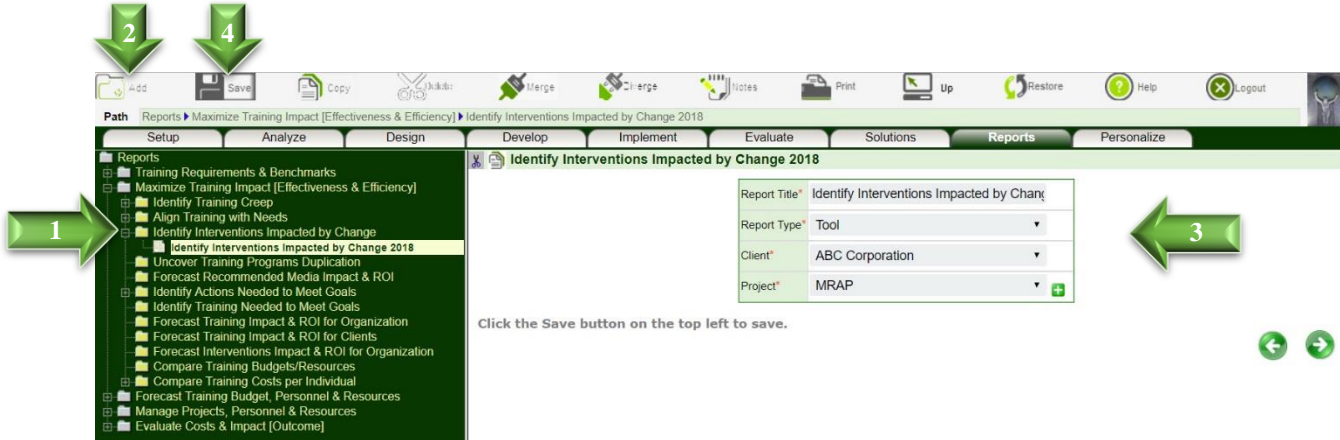 2 4
Add Save Copy Delete Merge Diverge Notes Print Up Restore Help Logout
Path Reports Maximize Training Impact [Effectiveness & Efficiency] Identify Interventions Impacted by Change 2018
Setup Analyze Design Develop Implement Evaluate Solutions Reports Personalize
Reports
Training Requirements & Benchmarks
Maximize Training Impact [Effectiveness & Efficiency]
Identify Training Creep
Align Training with Needs
1
Identify Interventions Impacted by Change
Identify Interventions Impacted by Change 2018
Uncover Training Programs Duplication
Forecast Recommended Media Impact & ROI
Identify Actions Needed to Meet Goals
Identify Training Needed to Meet Goals
Forecast Training Impact & ROI for Organization
Forecast Training Impact & ROI for Clients
Forecast Interventions Impact & ROI for Organization
Compare Training Budgets/Resources
Compare Training Costs per Individual
Forecast Training Budget, Personnel & Resources
Manage Projects, Personnel & Resources
Evaluate Costs & Impact [Outcome]
Identify Interventions Impacted by Change 2018
Report Title* Identify Interventions Impacted by Chang
Report Type* Tool
3
Client* ABC Corporation
Project* MRAP
Click the Save button on the top left to save.